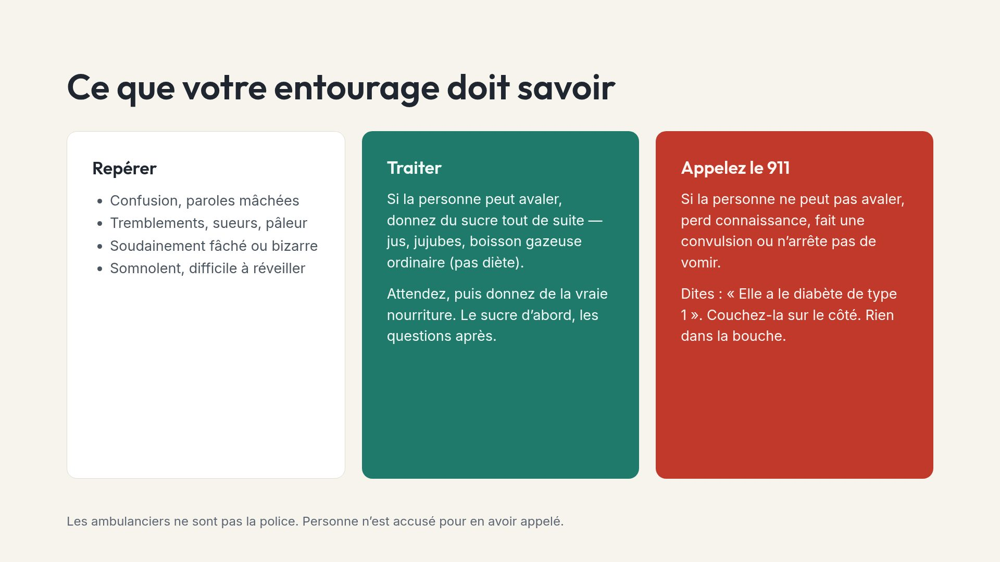 Ce que votre entourage doit savoir
Repérer
• Confusion, paroles mâchées
• Tremblements, sueurs, pâleur
• Soudainement fâché ou bizarre
• Somnolent, difficile à réveiller
Traiter
Si la personne peut avaler,
donnez du sucre tout de suite —
jus, jujubes, boisson gazeuse
ordinaire (pas diète).
Attendez, puis donnez de la vraie
nourriture. Le sucre d’abord, les
questions après.
Appelez le 911
Si la personne ne peut pas avaler,
perd connaissance, fait une
convulsion ou n’arrête pas de
vomir.
Dites : « Elle a le diabète de type
1 ». Couchez-la sur le côté. Rien
dans la bouche.
Les ambulanciers ne sont pas la police. Personne n’est accusé pour en avoir appelé.